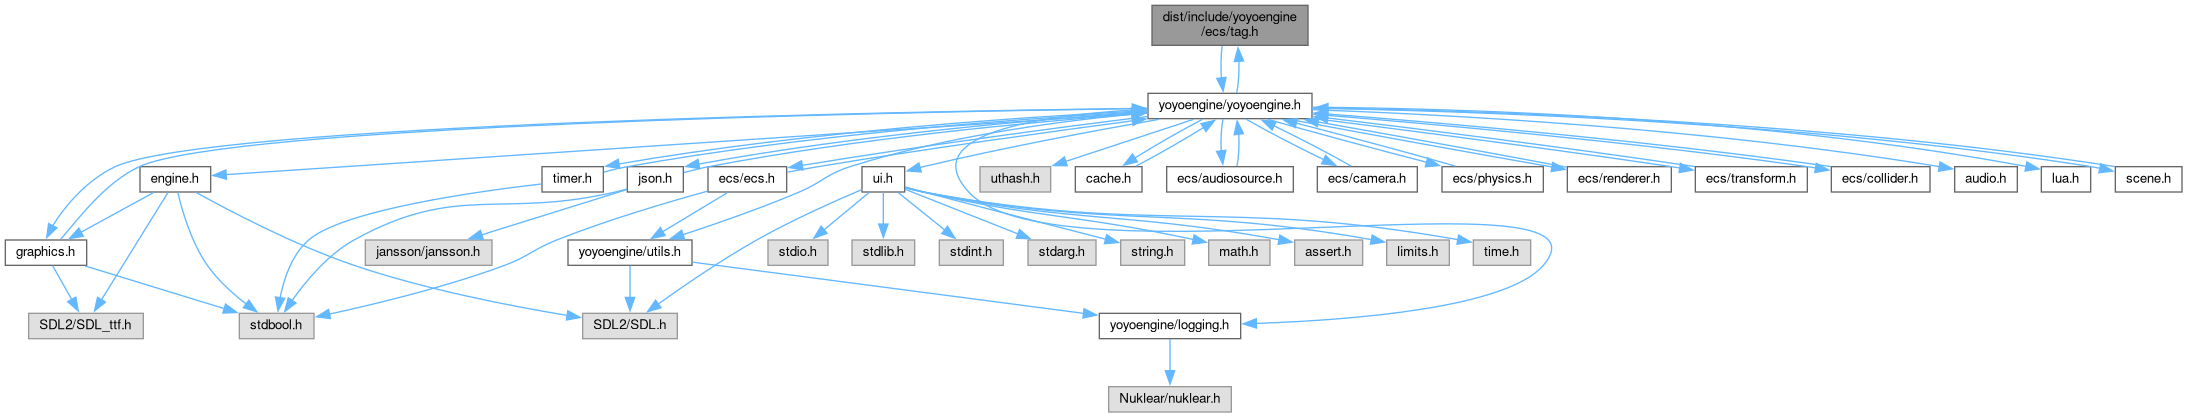 dist/include/yoyoengine
/ecs/tag.h
yoyoengine/yoyoengine.h
engine.h
timer.h
json.h
ecs/ecs.h
ui.h
uthash.h
cache.h
ecs/audiosource.h
ecs/camera.h
ecs/physics.h
ecs/renderer.h
ecs/transform.h
ecs/collider.h
audio.h
lua.h
scene.h
graphics.h
jansson/jansson.h
yoyoengine/utils.h
stdio.h
stdlib.h
stdint.h
stdarg.h
string.h
math.h
assert.h
limits.h
time.h
SDL2/SDL_ttf.h
stdbool.h
SDL2/SDL.h
yoyoengine/logging.h
Nuklear/nuklear.h